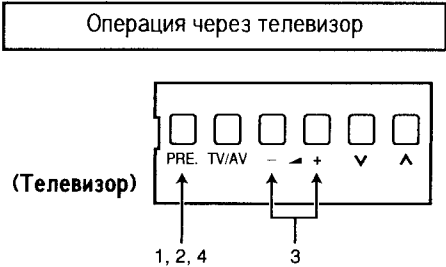 Операция через телевизор
PRE. TV/AV − + ∨ ∧
(Телевизор)
1, 2, 4 3